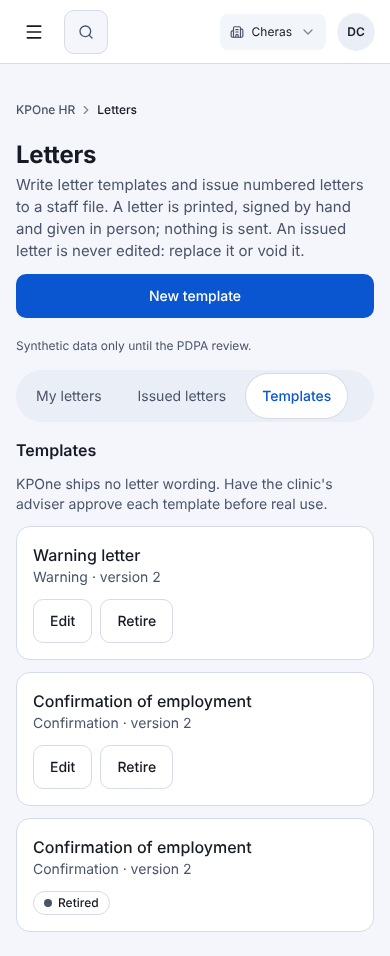 Cheras
DC
KPOne HR
Letters
Letters
Write letter templates and issue numbered letters
to a staff file. A letter is printed, signed by hand
and given in person; nothing is sent. An issued
letter is never edited: replace it or void it.
New template
Synthetic data only until the PDPA review.
My letters
Issued letters
Templates
Templates
KPOne ships no letter wording. Have the clinic's
adviser approve each template before real use.
Warning letter
Warning · version 2
Edit
Retire
Confirmation of employment
Confirmation · version 2
Edit
Retire
Confirmation of employment
Confirmation · version 2
Retired